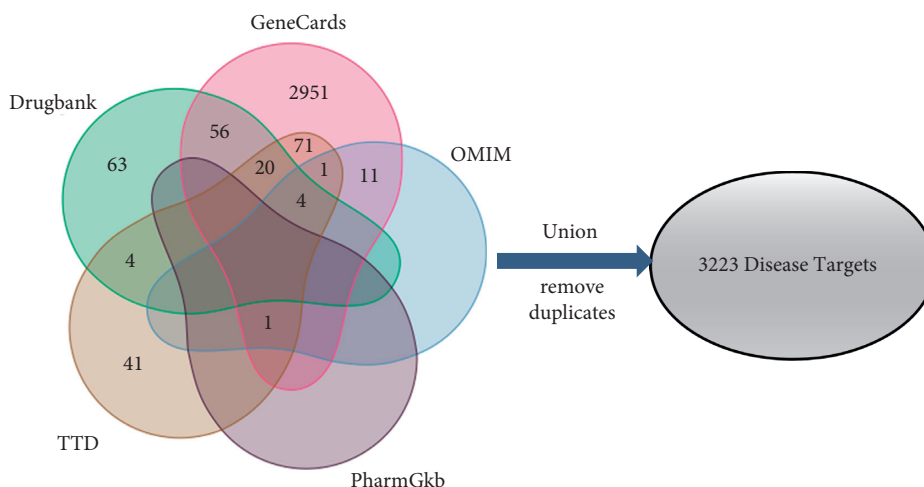 GeneCards
Drugbank
2951
56
71
63
20
1
11
OMIM
4
Union
4
3223 Disease Targets
remove
duplicates
1
41
TTD
PharmGkb